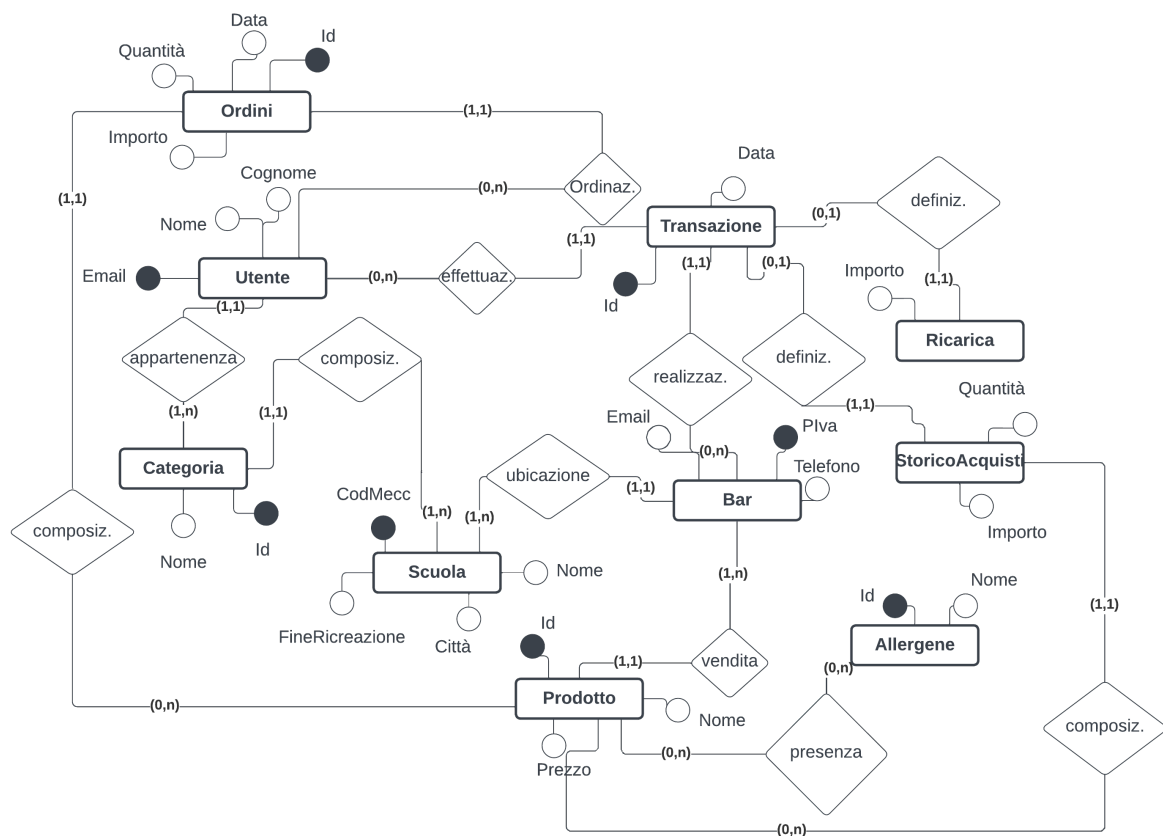 Data
Id
Quantità
Ordini
(1,1)
Importo
Cognome
(0,n)
Ordinaz.
Data
(1,1)
Nome
definiz.
(0,1)
Transazione
(1,1)
Email
Utente
(0,n)
effettuaz.
(1,1)
(0,1)
Importo
(1,1)
Id
(1,1)
Ricarica
appartenenza
composiz.
definiz.
realizzaz.
Quantità
(1,n)
(1,1)
(1,1)
Email
PIva
(0,n)
Categoria
StoricoAcquisti
Telefono
ubicazione
(1,1)
CodMecc
Bar
(1,n)
(1,n)
composiz.
Importo
Nome
Id
Scuola
Nome
(1,n)
Nome
Id
(1,1)
FineRicreazione
Città
Id
Allergene
vendita
(1,1)
(0,n)
Prodotto
(0,n)
Nome
composiz.
(0,n)
presenza
Prezzo
(0,n)